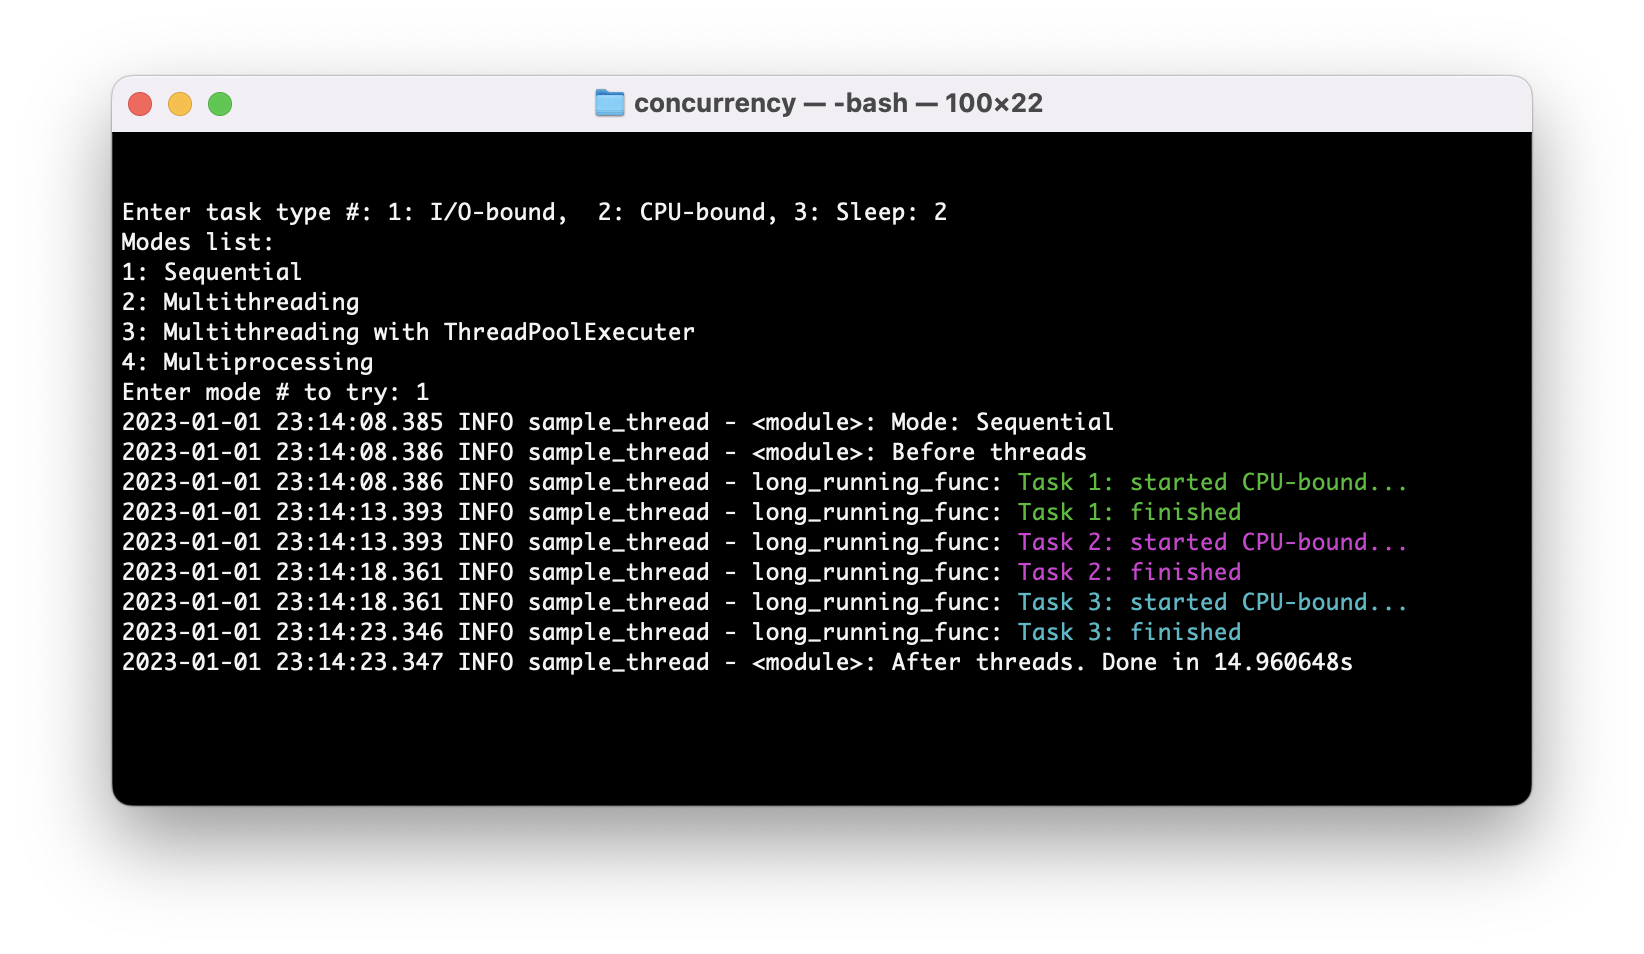 concurrency — -bash — 100×22
Enter task type #: 1: I/O-bound,  2: CPU-bound, 3: Sleep: 2
Modes list:
1: Sequential
2: Multithreading
3: Multithreading with ThreadPoolExecuter
4: Multiprocessing
Enter mode # to try: 1
2023-01-01 23:14:08.385 INFO sample_thread - <module>: Mode: Sequential
2023-01-01 23:14:08.386 INFO sample_thread - <module>: Before threads
2023-01-01 23:14:08.386 INFO sample_thread - long_running_func: Task 1: started CPU-bound...
2023-01-01 23:14:13.393 INFO sample_thread - long_running_func: Task 1: finished
2023-01-01 23:14:13.393 INFO sample_thread - long_running_func: Task 2: started CPU-bound...
2023-01-01 23:14:18.361 INFO sample_thread - long_running_func: Task 2: finished
2023-01-01 23:14:18.361 INFO sample_thread - long_running_func: Task 3: started CPU-bound...
2023-01-01 23:14:23.346 INFO sample_thread - long_running_func: Task 3: finished
2023-01-01 23:14:23.347 INFO sample_thread - <module>: After threads. Done in 14.960648s